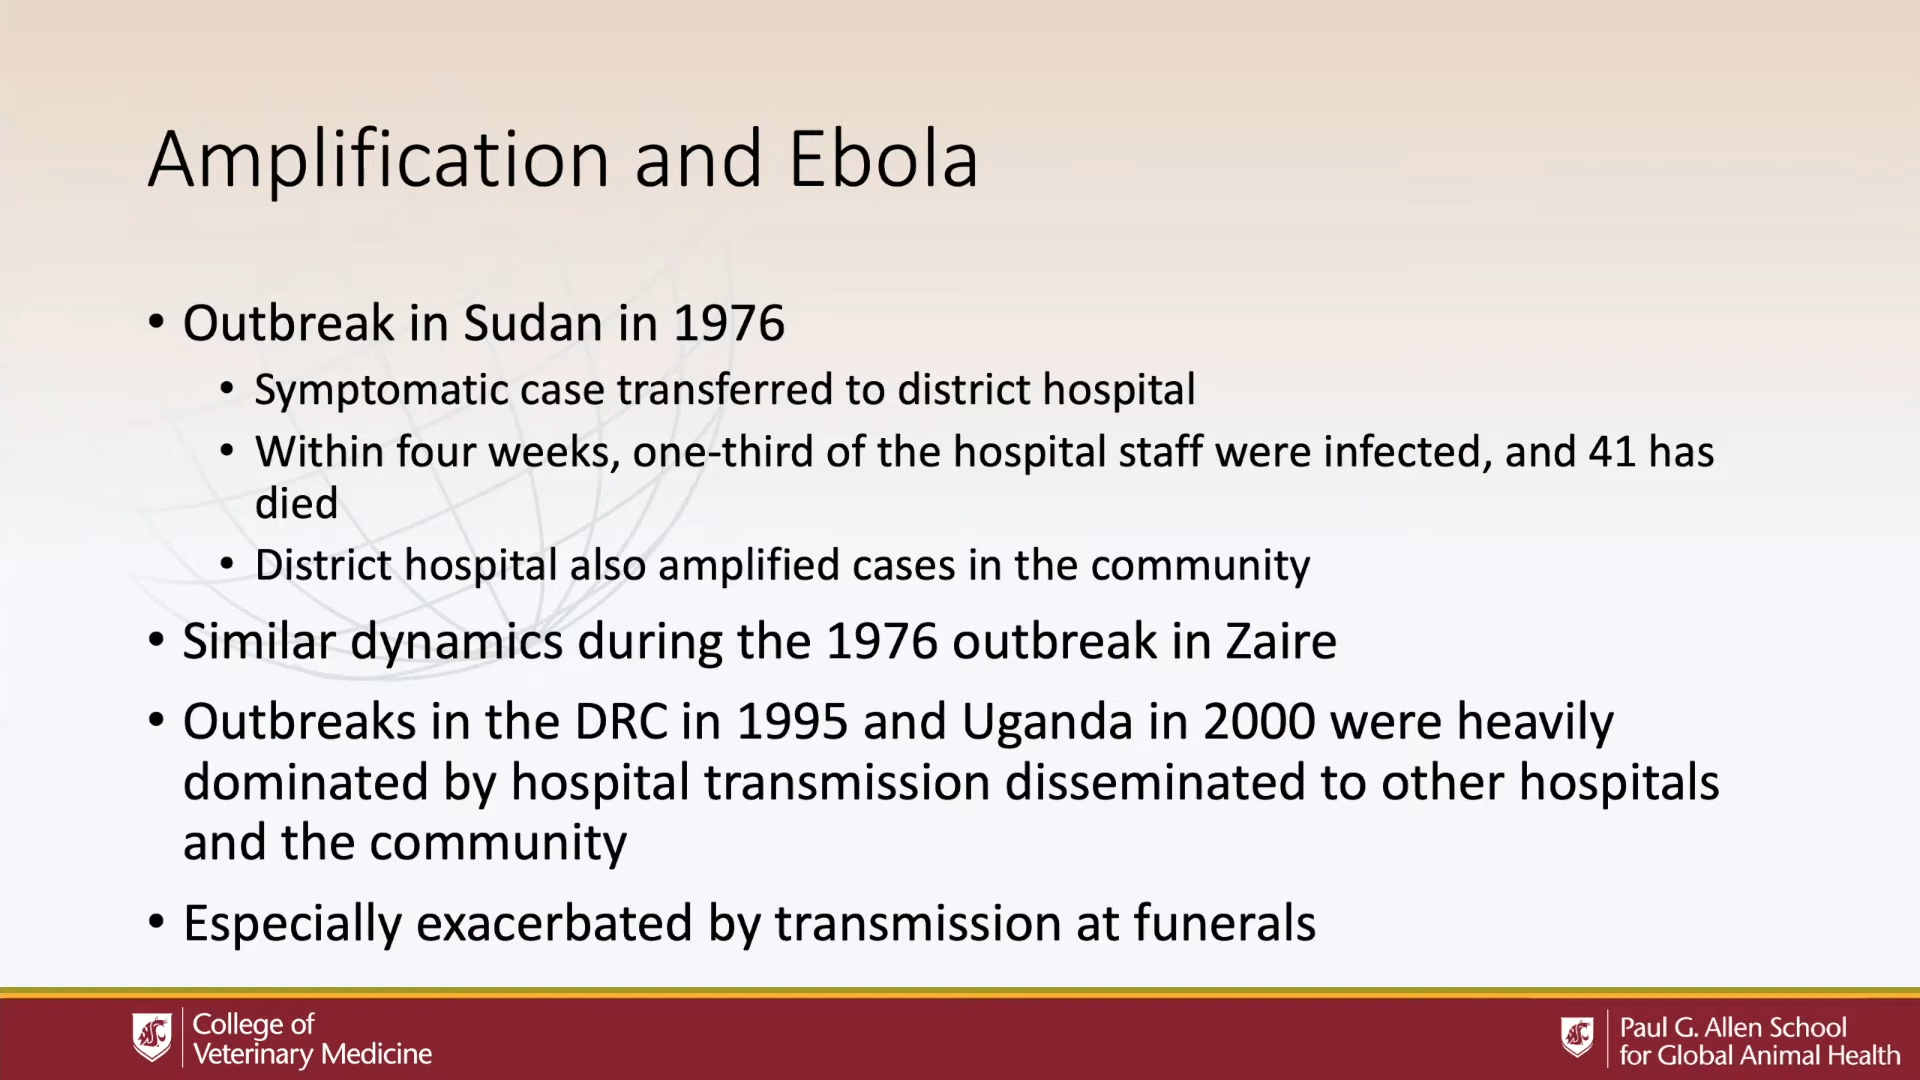 Amplification and Ebola
• Outbreak in Sudan in 1976
• Symptomatic case transferred to district hospital
• Within four weeks, one-third of the hospital staff were infected, and 41 has
died
• District hospital also amplified cases in the community
• Similar dynamics during the 1976 outbreak in Zaire
• Outbreaks in the DRC in 1995 and Uganda in 2000 were heavily
dominated by hospital transmission disseminated to other hospitals
and the community
• Especially exacerbated by transmission at funerals
College of
Veterinary Medicine
Paul G. Allen School
for Global Animal Health